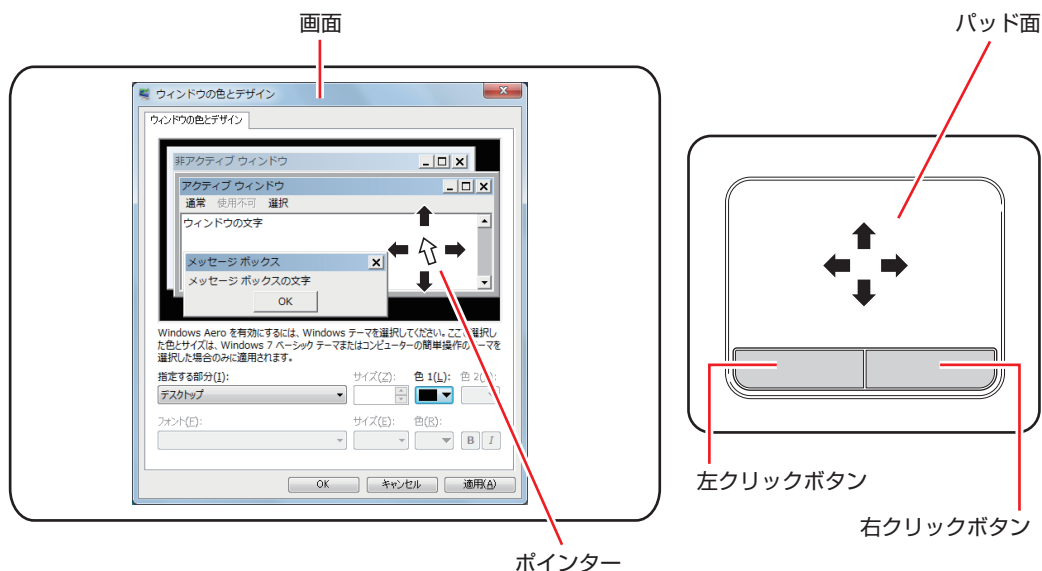 画面
パッド面
ウィンドウの色とデザイン
ウィンドウの色とデザイン
非アクティブ ウィンドウ
アクティブ ウィンドウ
通常 使用不可 選択
ウィンドウの文字
メッセージ ボックス
メッセージ ボックスの文字
OK
Windows Aero を有効にするには、Windows テーマを選択してください。ここで選択し
た色とサイズは、Windows 7 ベーシック テーマまたはコンピューターの簡単操作のテーマを
選択した場合のみに適用されます。
指定する部分(I): サイズ(Z): 色 1(L): 色 2(
デスクトップ
フォント(F): サイズ(E): 色(R):
B I
OK キャンセル 適用(A)
左クリックボタン
右クリックボタン
ポインター